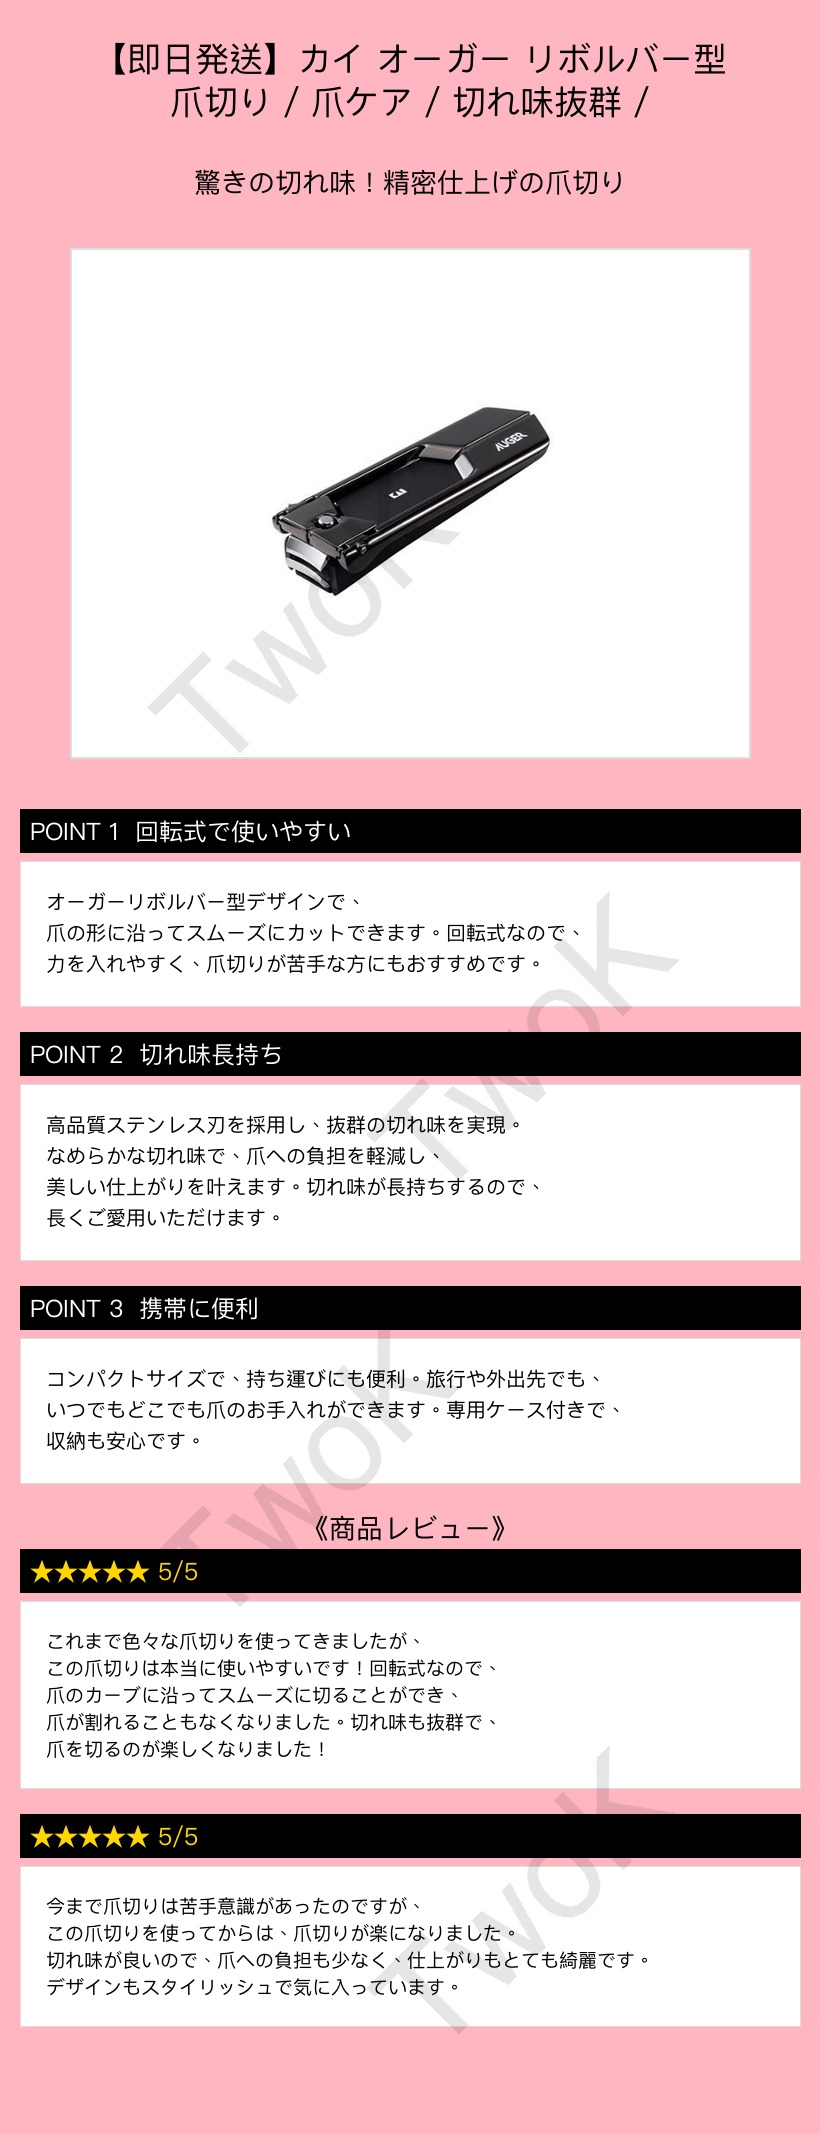 【即日発送】カイ オーガー リボルバー型
爪切り / 爪ケア / 切れ味抜群 /
驚きの切れ味！精密仕上げの爪切り
AUGER
KAI
TwoK
POINT 1 回転式で使いやすい
オーガーリボルバー型デザインで、
爪の形に沿ってスムーズにカットできます。回転式なので、
力を入れやすく、爪切りが苦手な方にもおすすめです。
TwoK
POINT 2 切れ味長持ち
高品質ステンレス刃を採用し、抜群の切れ味を実現。
なめらかな切れ味で、爪への負担を軽減し、
美しい仕上がりを叶えます。切れ味が長持ちするので、
長くご愛用いただけます。
POINT 3 携帯に便利
コンパクトサイズで、持ち運びにも便利。旅行や外出先でも、
いつでもどこでも爪のお手入れができます。専用ケース付きで、
収納も安心です。
TwoK
《商品レビュー》
★★★★★ 5/5
これまで色々な爪切りを使ってきましたが、
この爪切りは本当に使いやすいです！回転式なので、
爪のカーブに沿ってスムーズに切ることができ、
爪が割れることもなくなりました。切れ味も抜群で、
爪を切るのが楽しくなりました！
★★★★★ 5/5
今まで爪切りは苦手意識があったのですが、
この爪切りを使ってからは、爪切りが楽になりました。
切れ味が良いので、爪への負担も少なく、仕上がりもとても綺麗です。
デザインもスタイリッシュで気に入っています。
TwoK